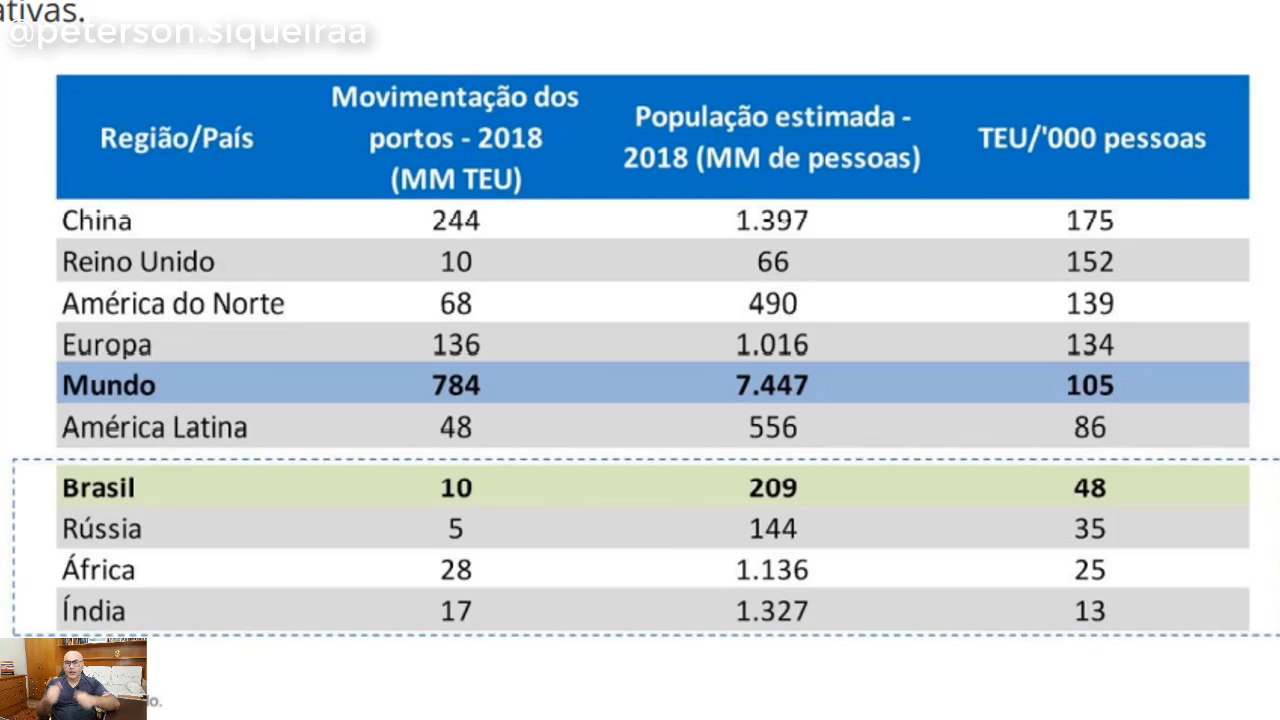 ativas.
@peterson.siqueiraa
Região/País Movimentação dos portos - 2018 (MM TEU) População estimada - 2018 (MM de pessoas) TEU/'000 pessoas
China 244 1.397 175
Reino Unido 10 66 152
América do Norte 68 490 139
Europa 136 1.016 134
Mundo 784 7.447 105
América Latina 48 556 86
Brasil 10 209 48
Rússia 5 144 35
África 28 1.136 25
Índia 17 1.327 13
lo.